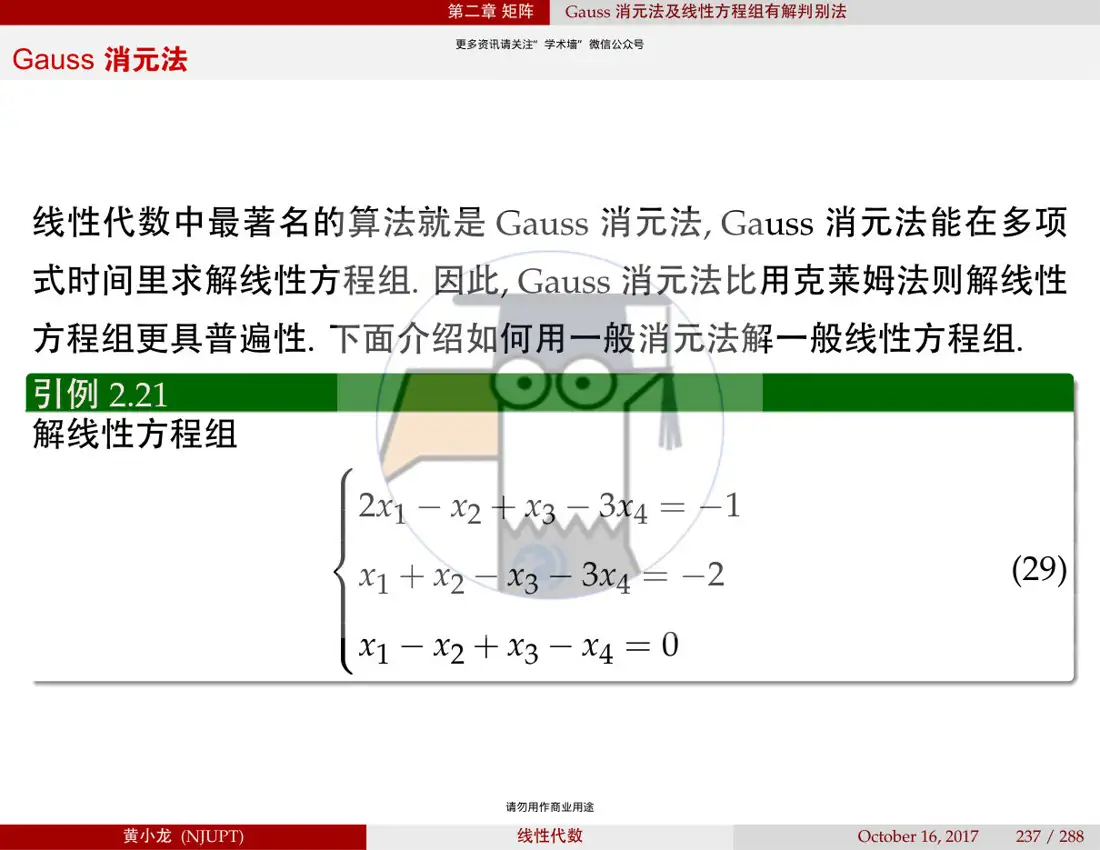 第二章 矩阵 Gauss 消元法及线性方程组有解判别法
更多资讯请关注“学术墙”微信公众号
Gauss 消元法
线性代数中最著名的算法就是 Gauss 消元法, Gauss 消元法能在多项
式时间里求解线性方程组. 因此, Gauss 消元法比用克莱姆法则解线性
方程组更具普遍性. 下面介绍如何用一般消元法解一般线性方程组.
引例 2.21
解线性方程组
2x₁ − x₂ + x₃ − 3x₄ = −1
x₁ + x₂ − x₃ − 3x₄ = −2
(29)
x₁ − x₂ + x₃ − x₄ = 0
请勿用作商业用途
黄小龙 (NJUPT) 线性代数 October 16, 2017 237 / 288